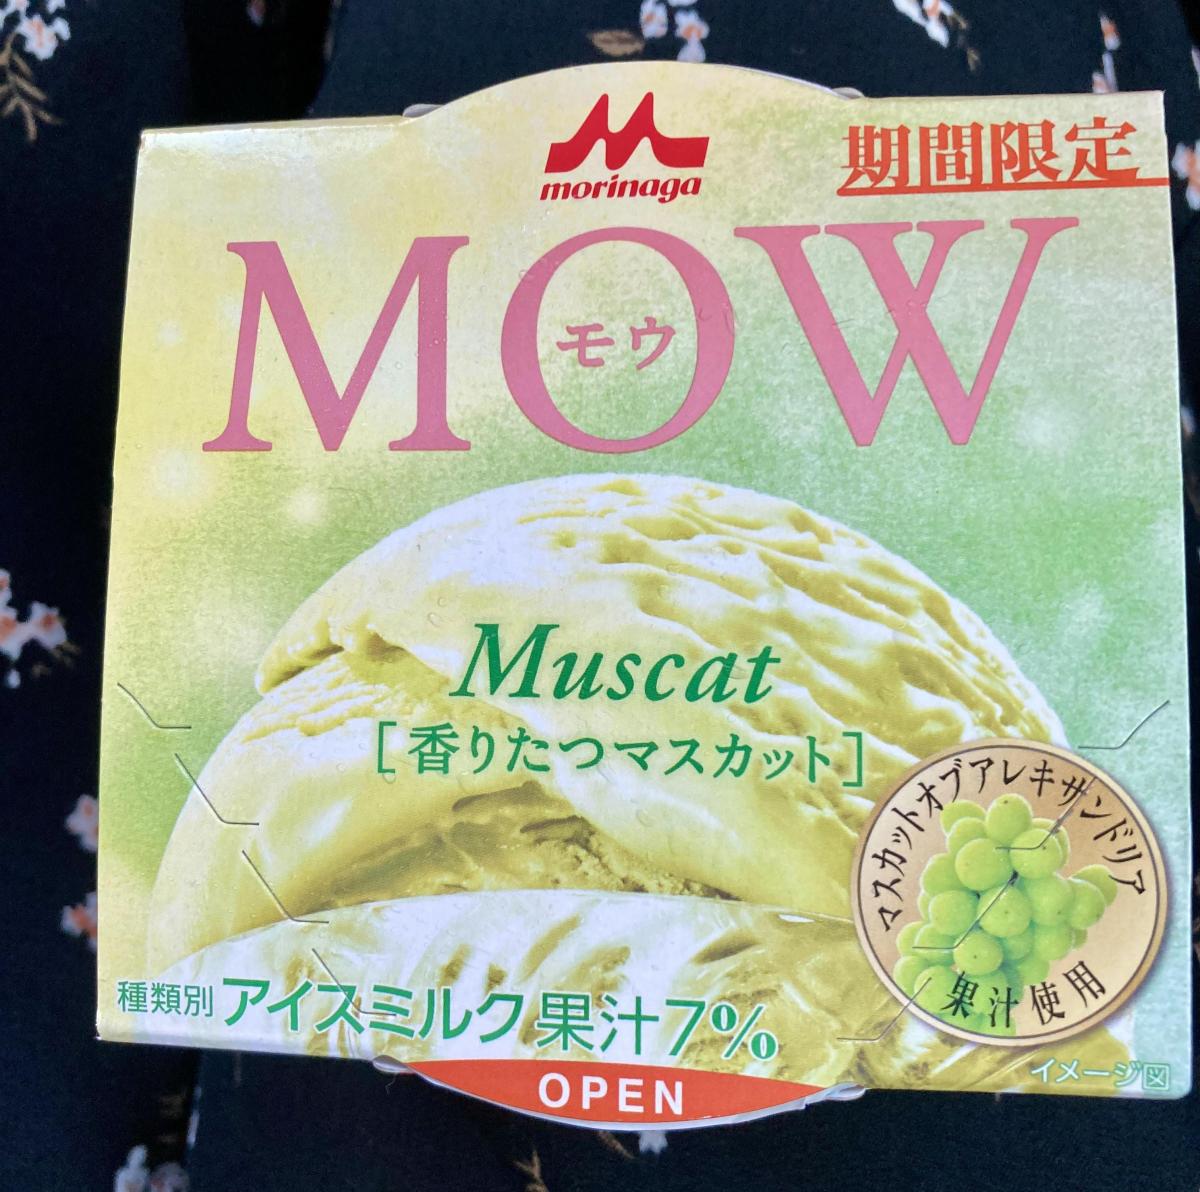 morinaga
期間限定
MOW
モウ
Muscat
[香りたつマスカット]
マスカットオブアレキサンドリア
果汁使用
種類別 アイスミルク 果汁7%
イメージ図
OPEN